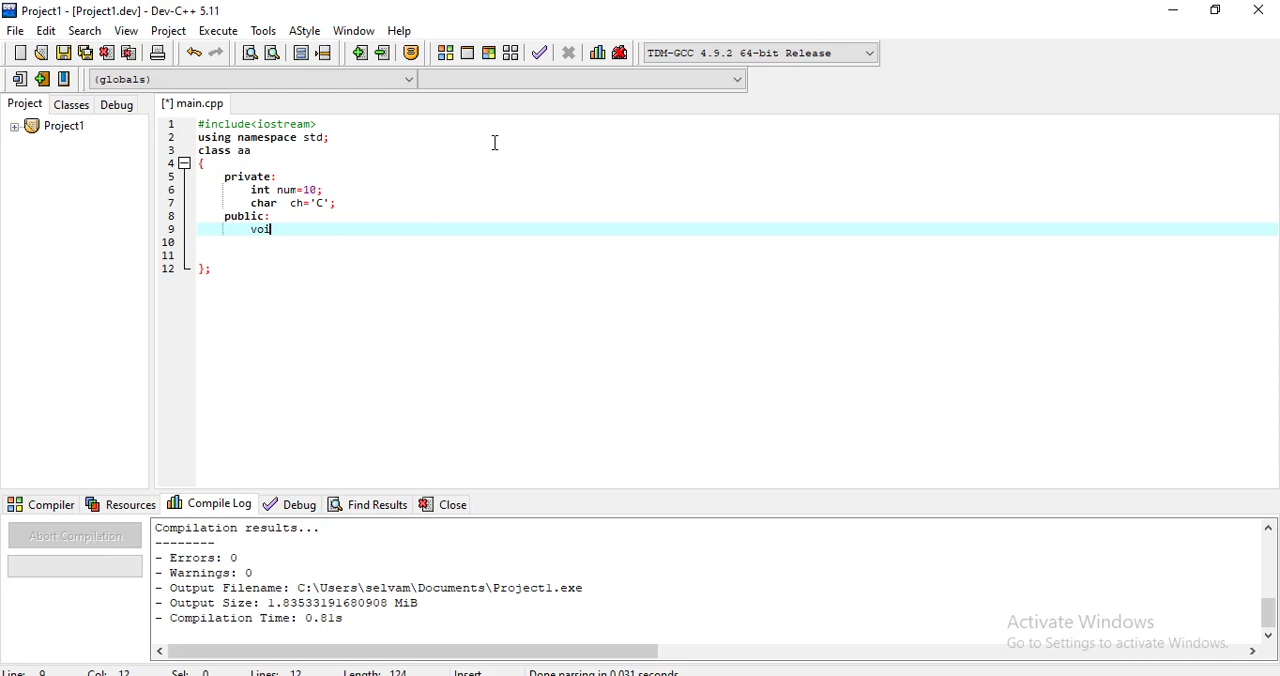 Project1 - [Project1.dev] - Dev-C++ 5.11
File Edit Search View Project Execute Tools AStyle Window Help
TDM-GCC 4.9.2 64-bit Release
(globals)
Project Classes Debug [*] main.cpp
Project1
1 #include<iostream>
2 using namespace std;
3 class aa
4 {
5 private:
6 int num=10;
7 char ch='C';
8 public:
9 voi
10
11
12 };
Compiler Resources Compile Log Debug Find Results Close
Abort Compilation
Compilation results...
--------
- Errors: 0
- Warnings: 0
- Output Filename: C:\Users\selvam\Documents\Project1.exe
- Output Size: 1.83533191680908 MiB
- Compilation Time: 0.81s
Activate Windows
Go to Settings to activate Windows.
Line: 9 Col: 12 Sel: 0 Lines: 12 Length: 124 Insert Done parsing in 0.031 seconds